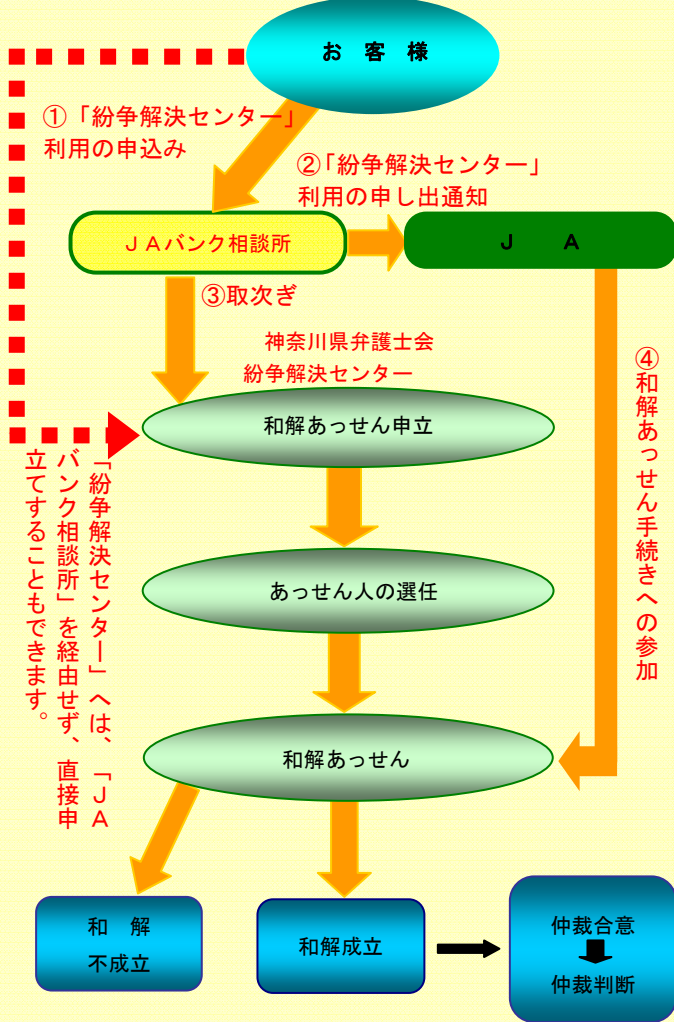 お 客 様
①「紛争解決センター」
利用の申込み
②「紛争解決センター」
利用の申し出通知
ＪＡバンク相談所
Ｊ Ａ
③取次ぎ
神奈川県弁護士会
紛争解決センター
和解あっせん申立
④和解あっせん手続きへの参加
「紛争解決センター」へは、「ＪＡ
バンク相談所」を経由せず、直接申
立てすることもできます。
あっせん人の選任
和解あっせん
和 解
不成立
和解成立
仲裁合意
仲裁判断